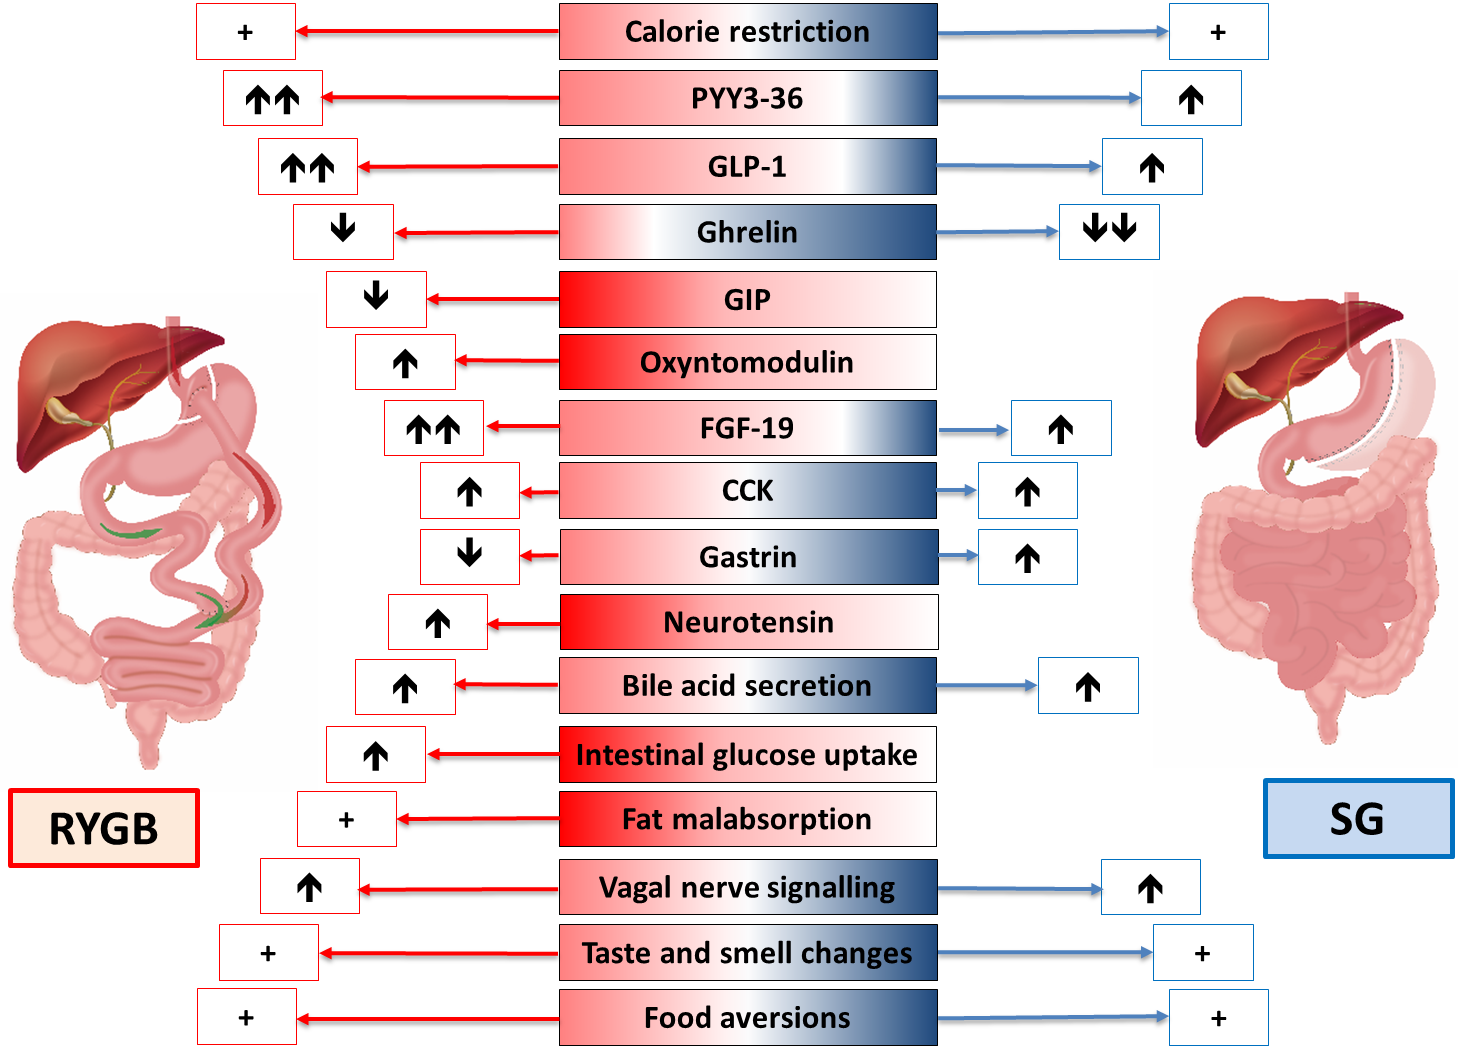 + Calorie restriction +
↑↑ PYY3-36 ↑
↑↑ GLP-1 ↑
↓ Ghrelin ↓↓
↓ GIP
↑ Oxyntomodulin
↑↑ FGF-19 ↑
↑ CCK ↑
↓ Gastrin ↑
↑ Neurotensin
↑ Bile acid secretion ↑
↑ Intestinal glucose uptake
+ Fat malabsorption
RYGB
SG
↑ Vagal nerve signalling ↑
+ Taste and smell changes +
+ Food aversions +